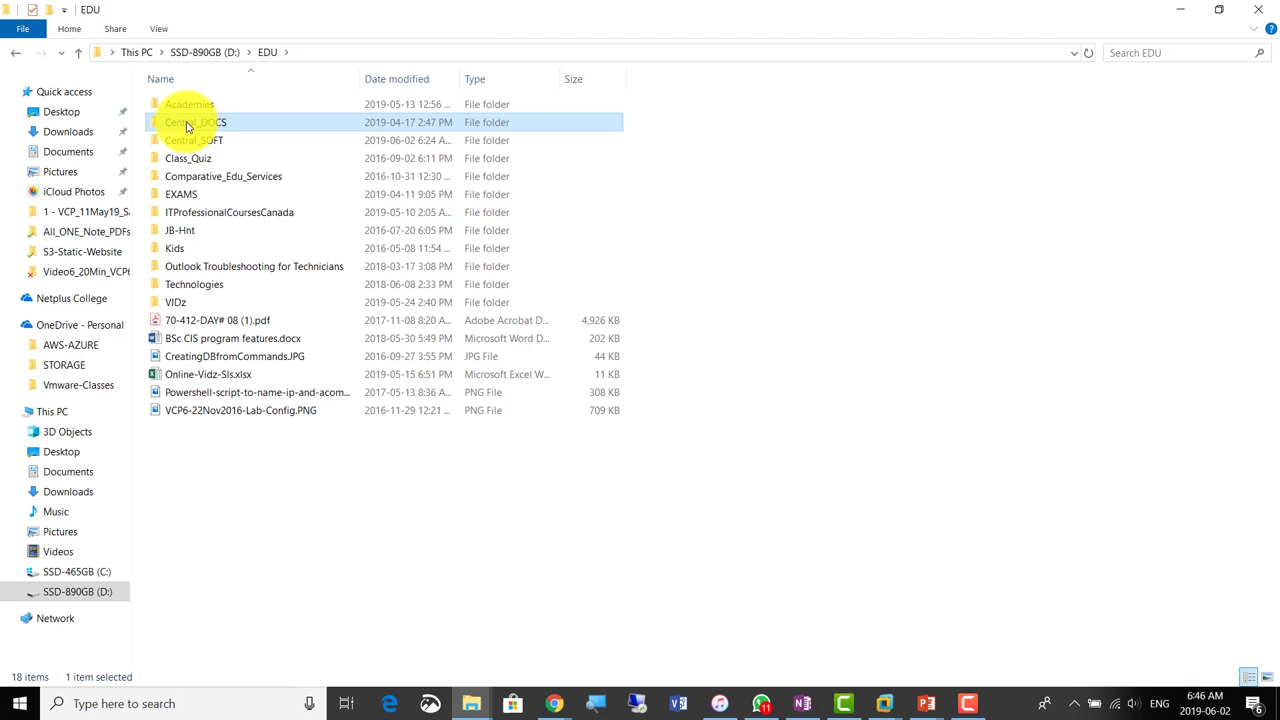 EDU
File Home Share View
This PC SSD-890GB (D:) EDU Search EDU
Name Date modified Type Size
Quick access
Desktop
Downloads
Documents
Pictures
iCloud Photos
1 - VCP_11May19_Sa
All_ONE_Note_PDFs
S3-Static-Website
Video6_20Min_VCP6
Netplus College
OneDrive - Personal
AWS-AZURE
STORAGE
Vmware-Classes
This PC
3D Objects
Desktop
Documents
Downloads
Music
Pictures
Videos
SSD-465GB (C:)
SSD-890GB (D:)
Network
Academies 2019-05-13 12:56 ... File folder
Central_DOCS 2019-04-17 2:47 PM File folder
Central_SOFT 2019-06-02 6:24 A... File folder
Class_Quiz 2016-09-02 6:11 PM File folder
Comparative_Edu_Services 2016-10-31 12:30 ... File folder
EXAMS 2019-04-11 9:05 PM File folder
ITProfessionalCoursesCanada 2019-05-10 2:05 A... File folder
JB-Hnt 2016-07-20 6:05 PM File folder
Kids 2016-05-08 11:54 ... File folder
Outlook Troubleshooting for Technicians 2018-03-17 3:08 PM File folder
Technologies 2018-06-08 2:33 PM File folder
VIDz 2019-05-24 2:40 PM File folder
70-412-DAY# 08 (1).pdf 2017-11-08 8:20 A... Adobe Acrobat D... 4,926 KB
BSc CIS program features.docx 2018-05-30 5:49 PM Microsoft Word D... 202 KB
CreatingDBfromCommands.JPG 2016-09-27 3:55 PM JPG File 44 KB
Online-Vidz-Sls.xlsx 2019-05-15 6:51 PM Microsoft Excel W... 11 KB
Powershell-script-to-name-ip-and-acom... 2017-05-13 8:36 A... PNG File 308 KB
VCP6-22Nov2016-Lab-Config.PNG 2016-11-29 12:21 ... PNG File 709 KB
18 items 1 item selected
Type here to search
11
ENG
6:46 AM
2019-06-02
6